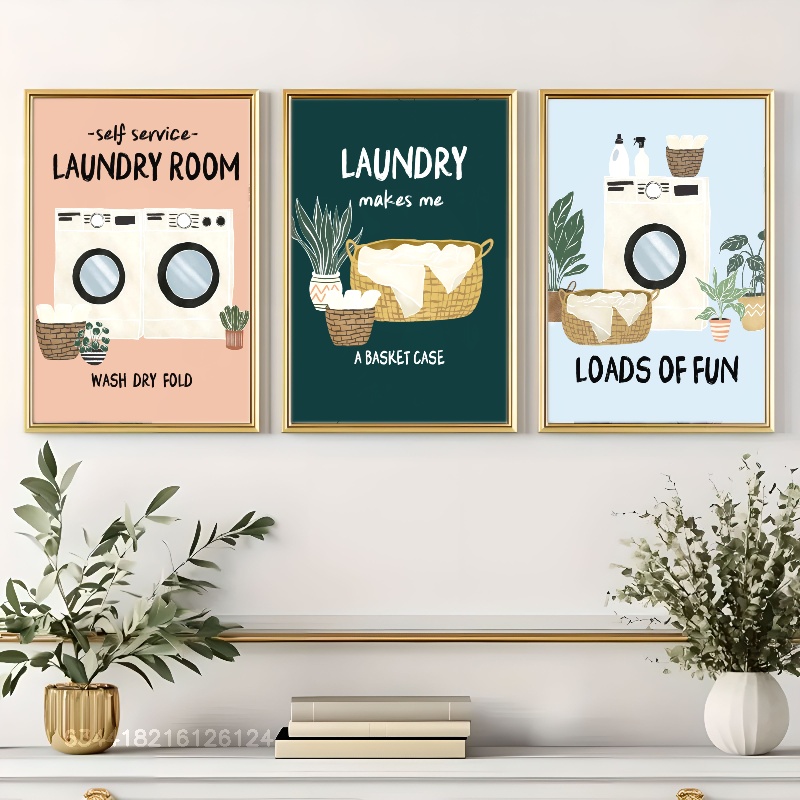 -self service-
LAUNDRY ROOM
WASH DRY FOLD
LAUNDRY
makes me
A BASKET CASE
LOADS OF FUN